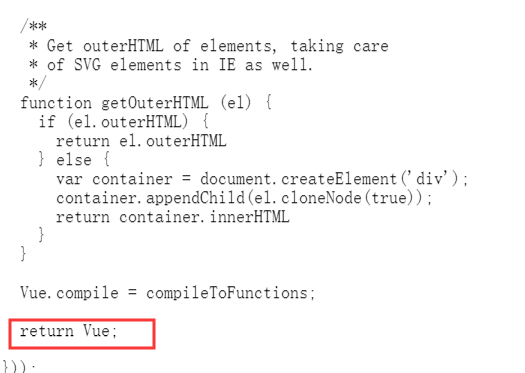 /**
 * Get outerHTML of elements, taking care
 * of SVG elements in IE as well.
 */
function getOuterHTML (el) {
  if (el.outerHTML) {
    return el.outerHTML
  } else {
    var container = document.createElement('div');
    container.appendChild(el.cloneNode(true));
    return container.innerHTML
  }
}
Vue.compile = compileToFunctions;
return Vue;
}));